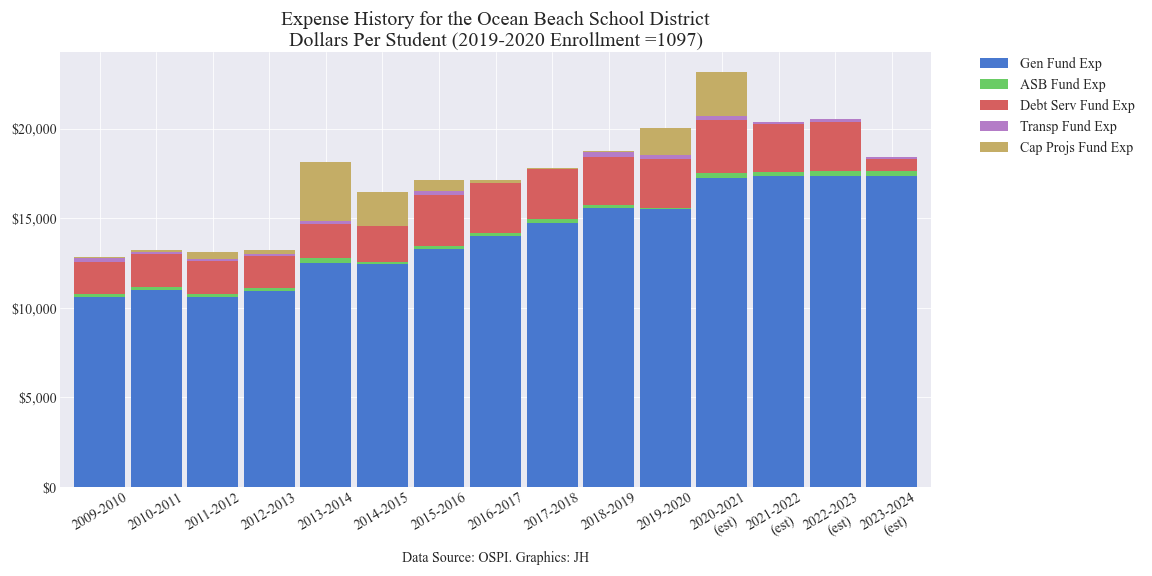 Expense History for the Ocean Beach School District
Dollars Per Student (2019-2020 Enrollment =1097)
Gen Fund Exp
ASB Fund Exp
Debt Serv Fund Exp
Transp Fund Exp
Cap Projs Fund Exp
$20,000
$15,000
$10,000
$5,000
$0
2009-2010
2010-2011
2011-2012
2012-2013
2013-2014
2014-2015
2015-2016
2016-2017
2017-2018
2018-2019
2019-2020
2020-2021
(est)
2021-2022
(est)
2022-2023
(est)
2023-2024
(est)
Data Source: OSPI. Graphics: JH